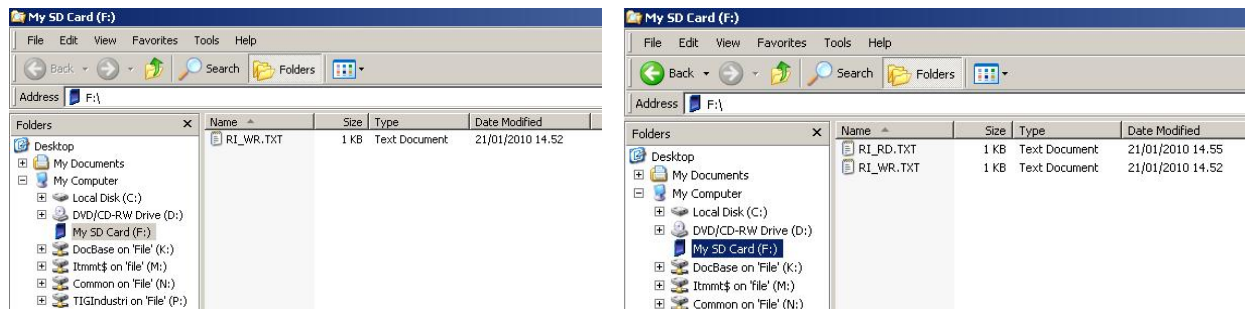 My SD Card (F:)
File Edit View Favorites Tools Help
Back Search Folders
Address F:\
Folders x Name Size Type Date Modified
RI_WR.TXT 1 KB Text Document 21/01/2010 14.52
Desktop
My Documents
My Computer
Local Disk (C:)
DVD/CD-RW Drive (D:)
My SD Card (F:)
DocBase on 'File' (K:)
Itmmt$ on 'file' (M:)
Common on 'File' (N:)
TIGIndustri on 'File' (P:)
My SD Card (F:)
File Edit View Favorites Tools Help
Back Search Folders
Address F:\
Folders x Name Size Type Date Modified
RI_RD.TXT 1 KB Text Document 21/01/2010 14.55
RI_WR.TXT 1 KB Text Document 21/01/2010 14.52
Desktop
My Documents
My Computer
Local Disk (C:)
DVD/CD-RW Drive (D:)
My SD Card (F:)
DocBase on 'File' (K:)
Itmmt$ on 'file' (M:)
Common on 'File' (N:)